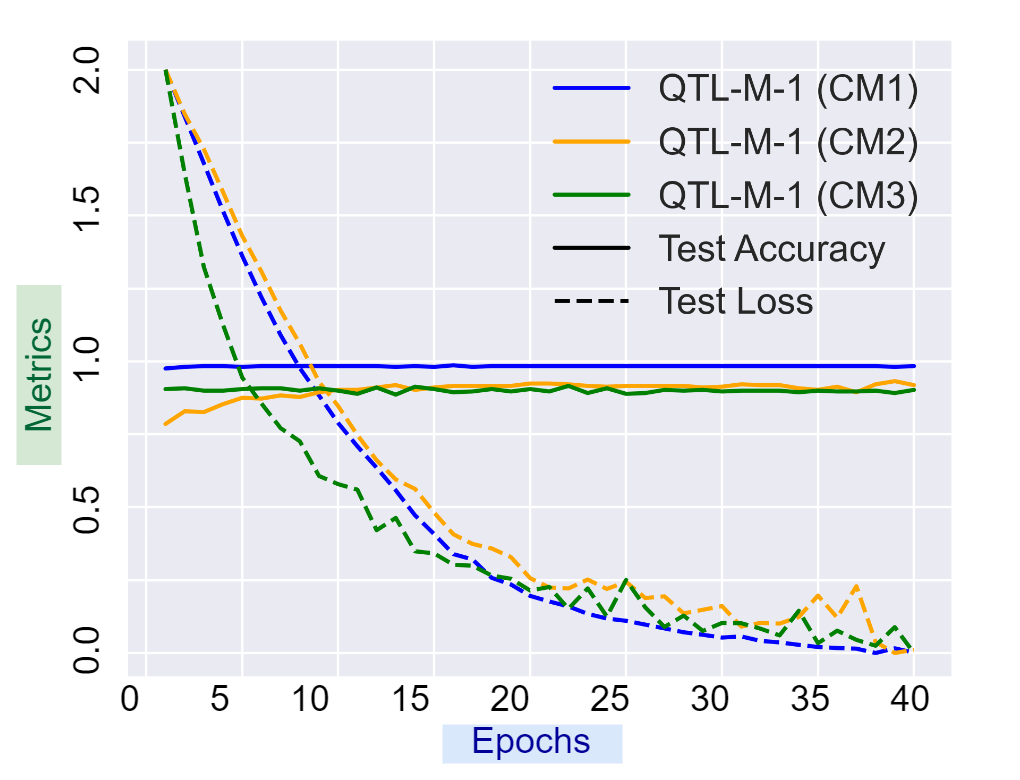 QTL-M-1 (CM1)
QTL-M-1 (CM2)
QTL-M-1 (CM3)
Test Accuracy
Test Loss
Metrics
2.0
1.5
1.0
0.5
0.0
0 5 10 15 20 25 30 35 40
Epochs